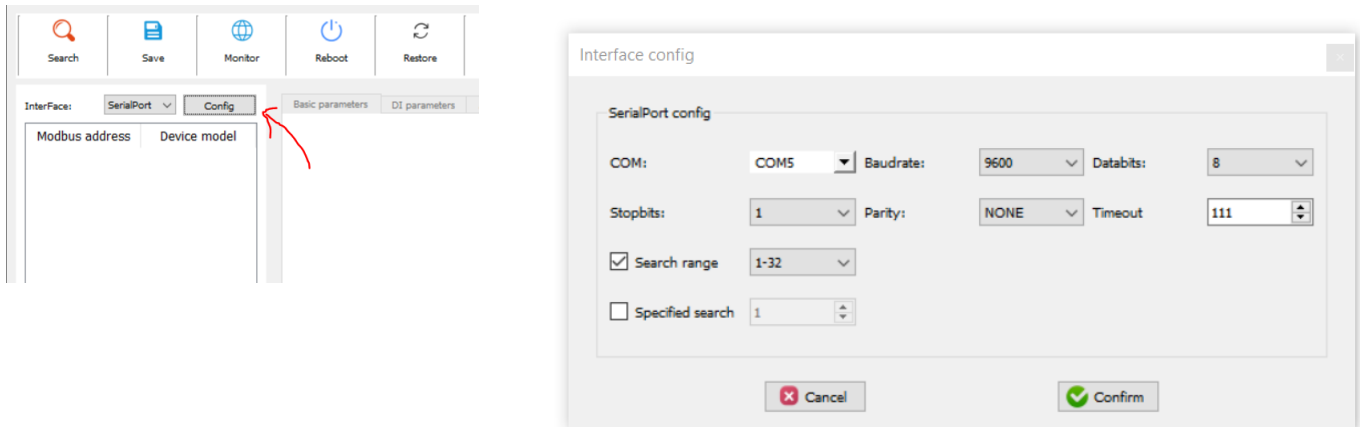 Search Save Monitor Reboot Restore
InterFace: SerialPort Config Basic parameters DI parameters
Modbus address Device model
Interface config
SerialPort config
COM: COM5 Baudrate: 9600 Databits: 8
Stopbits: 1 Parity: NONE Timeout 111
Search range 1-32
Specified search 1
Cancel Confirm